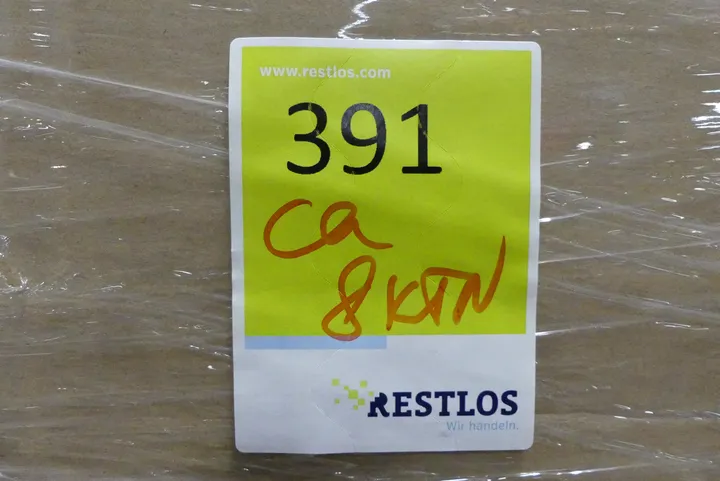 www.restlos.com
391
ca
8 KTN
RESTLOS
Wir handeln.